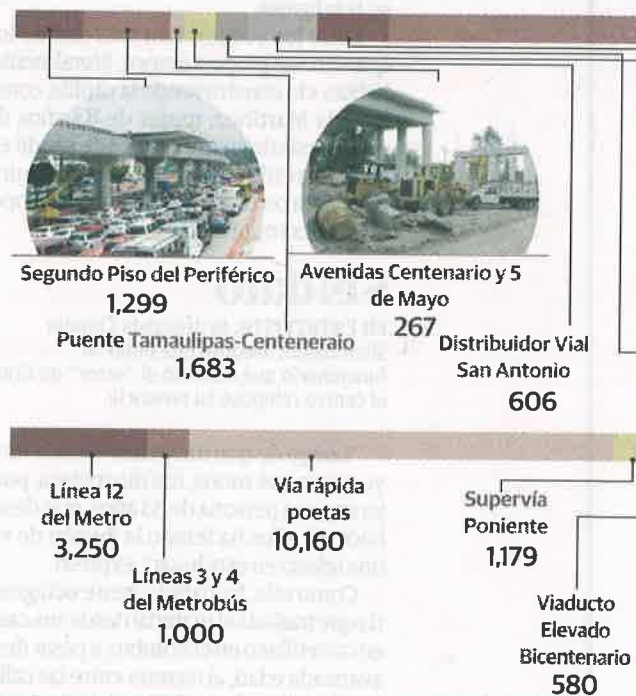 Segundo Piso del Periférico
1,299
Puente Tamaulipas-Centeneraio
1,683
Avenidas Centenario y 5
de Mayo
267
Distribuidor Vial
San Antonio
606
Línea 12
del Metro
3,250
Líneas 3 y 4
del Metrobús
1,000
Vía rápida
poetas
10,160
Supervía
Poniente
1,179
Viaducto
Elevado
Bicentenario
580